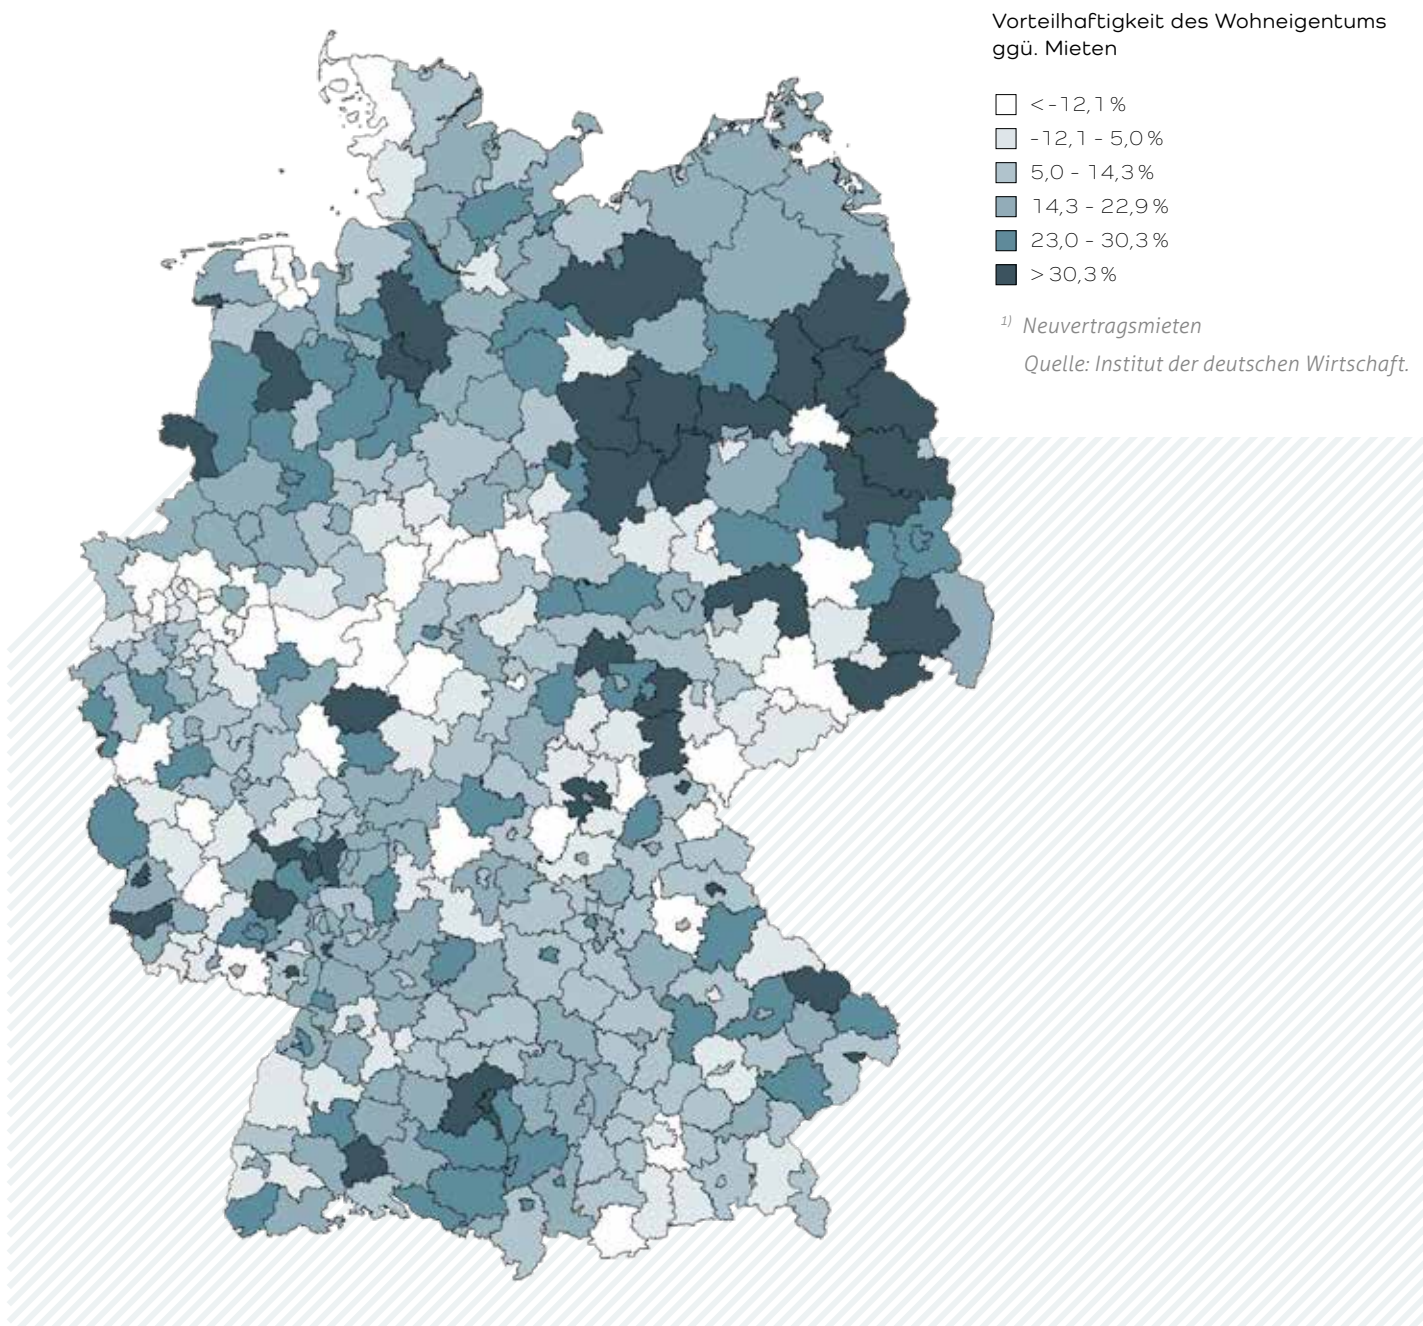 Vorteilhaftigkeit des Wohneigentums
ggü. Mieten
< -12,1 %
-12,1 - 5,0 %
5,0 - 14,3 %
14,3 - 22,9 %
23,0 - 30,3 %
> 30,3 %
1) Neuvertragsmieten
Quelle: Institut der deutschen Wirtschaft.